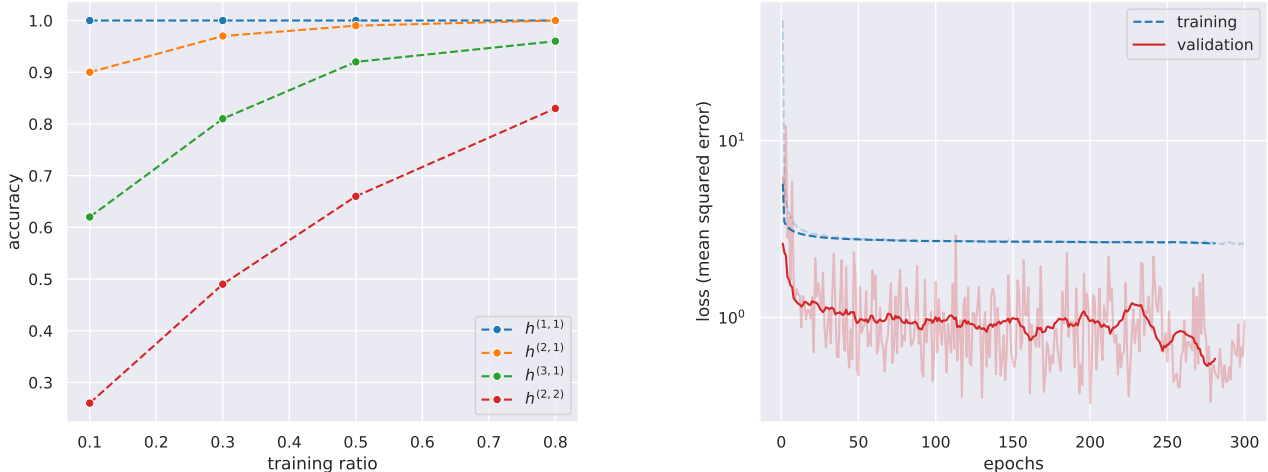 accuracy
1.0
0.9
0.8
0.7
0.6
0.5
0.4
0.3
h^(1, 1)
h^(2, 1)
h^(3, 1)
h^(2, 2)
0.1 0.2 0.3 0.4 0.5 0.6 0.7 0.8
training ratio
loss (mean squared error)
10^1
10^0
training
validation
0 50 100 150 200 250 300
epochs